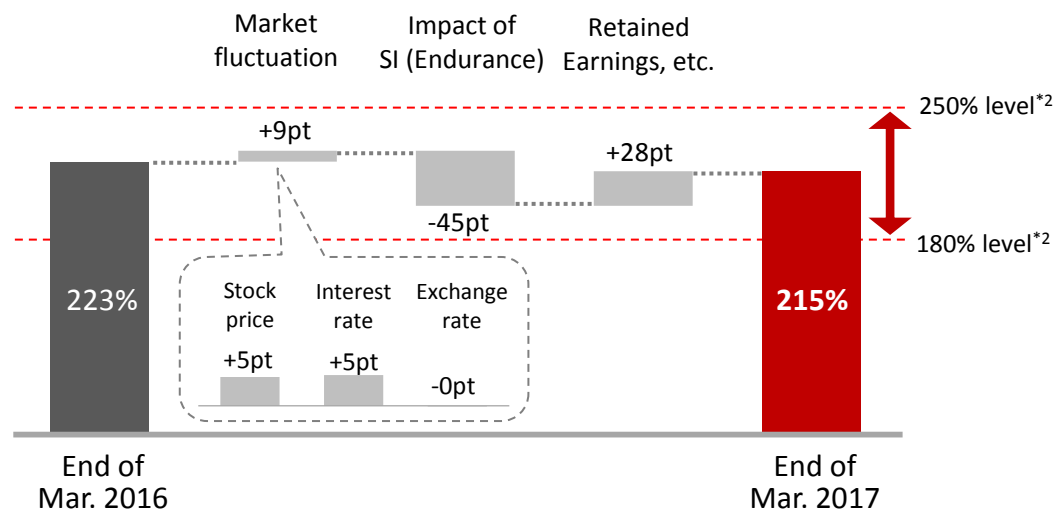 Market
fluctuation
Impact of
SI (Endurance)
Retained
Earnings, etc.
250% level*2
+9pt
+28pt
-45pt
180% level*2
223%
Stock
price
Interest
rate
Exchange
rate
+5pt
+5pt
-0pt
215%
End of
Mar. 2016
End of
Mar. 2017